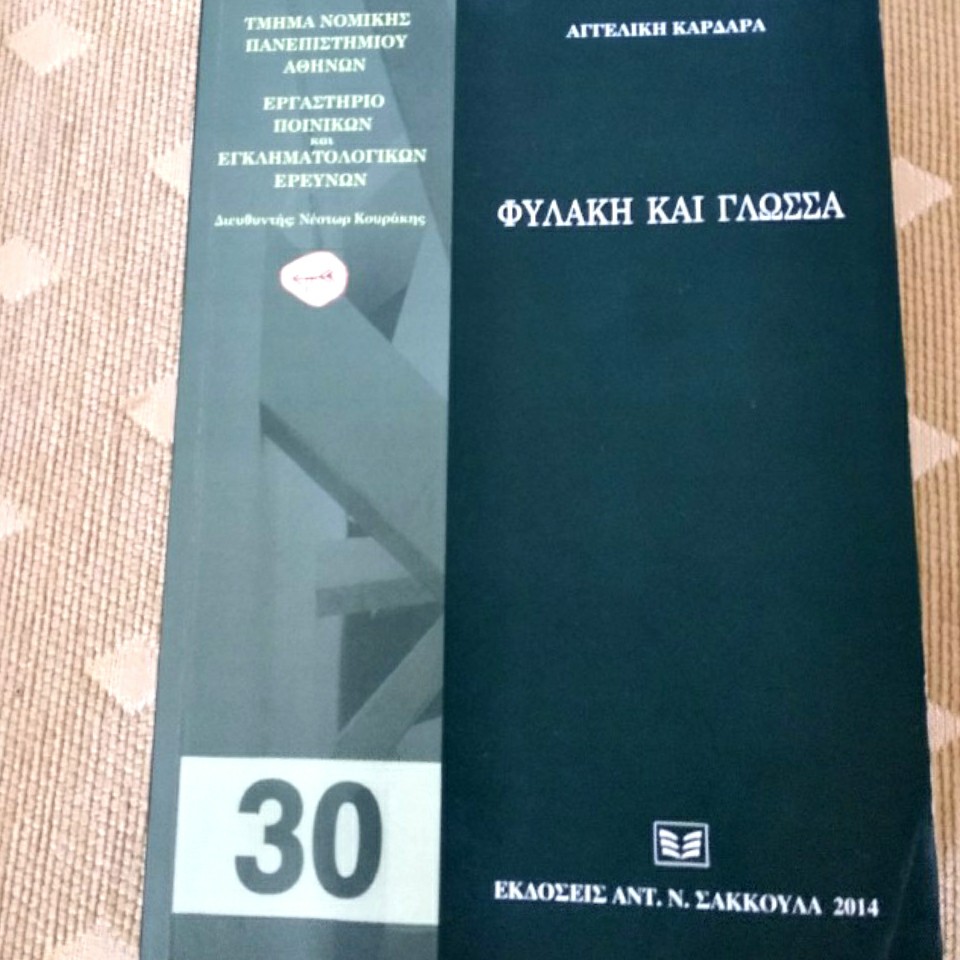 ΤΜΗΜΑ ΝΟΜΙΚΗΣ
ΠΑΝΕΠΙΣΤΗΜΙΟΥ
ΑΘΗΝΩΝ
ΕΡΓΑΣΤΗΡΙΟ
ΠΟΙΝΙΚΩΝ
και
ΕΓΚΛΗΜΑΤΟΛΟΓΙΚΩΝ
ΕΡΕΥΝΩΝ
Διευθυντής: Νέστωρ Κουράκης
30
ΑΓΓΕΛΙΚΗ ΚΑΡΔΑΡΑ
ΦΥΛΑΚΗ ΚΑΙ ΓΛΩΣΣΑ
ΕΚΔΟΣΕΙΣ ΑΝΤ. Ν. ΣΑΚΚΟΥΛΑ 2014